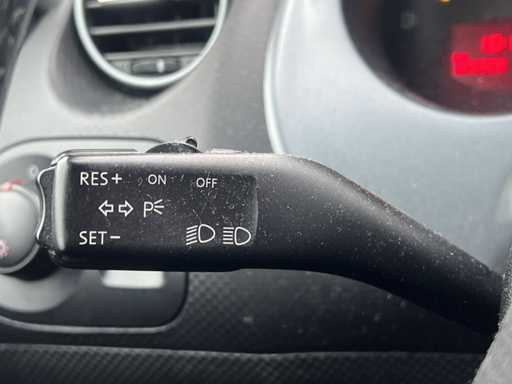 RES+ ON OFF
P
SET−